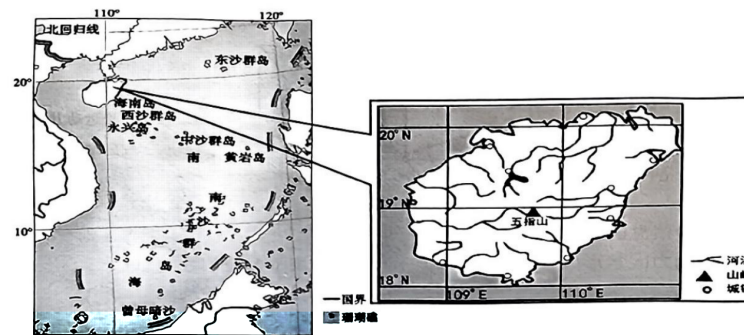 110°
120°
北回归线
东沙群岛
20°
海南岛
西沙群岛
永兴岛
中沙群岛
南
黄岩岛
南
沙
10°
群
岛
海
曾母暗沙
国界
珊瑚礁
20°N
19°N
五指山
18°N
109°E
110°E
山
城